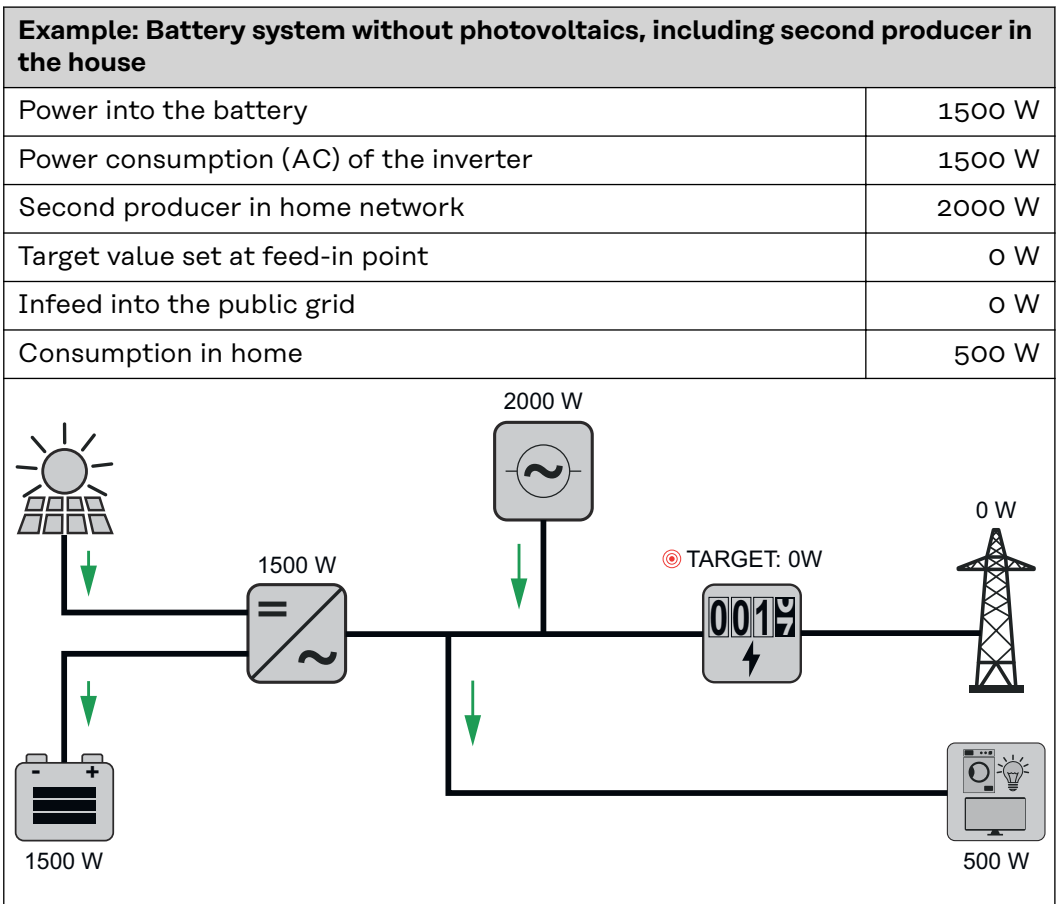 Example: Battery system without photovoltaics, including second producer in
the house
Power into the battery 1500 W
Power consumption (AC) of the inverter 1500 W
Second producer in home network 2000 W
Target value set at feed-in point 0 W
Infeed into the public grid 0 W
Consumption in home 500 W
2000 W
0 W
1500 W
TARGET: 0W
001
- +
1500 W
500 W